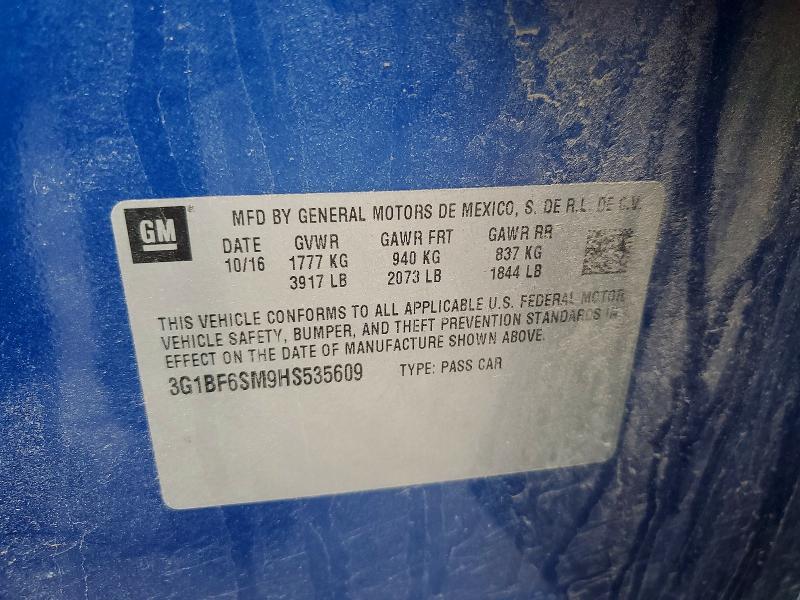 GM
MFD BY GENERAL MOTORS DE MEXICO, S. DE R.L. DE C.V.
DATE GVWR GAWR FRT GAWR RR
10/16 1777 KG 940 KG 837 KG
3917 LB 2073 LB 1844 LB
THIS VEHICLE CONFORMS TO ALL APPLICABLE U.S. FEDERAL MOTOR
VEHICLE SAFETY, BUMPER, AND THEFT PREVENTION STANDARDS IN
EFFECT ON THE DATE OF MANUFACTURE SHOWN ABOVE.
3G1BF6SM9HS535609 TYPE: PASS CAR